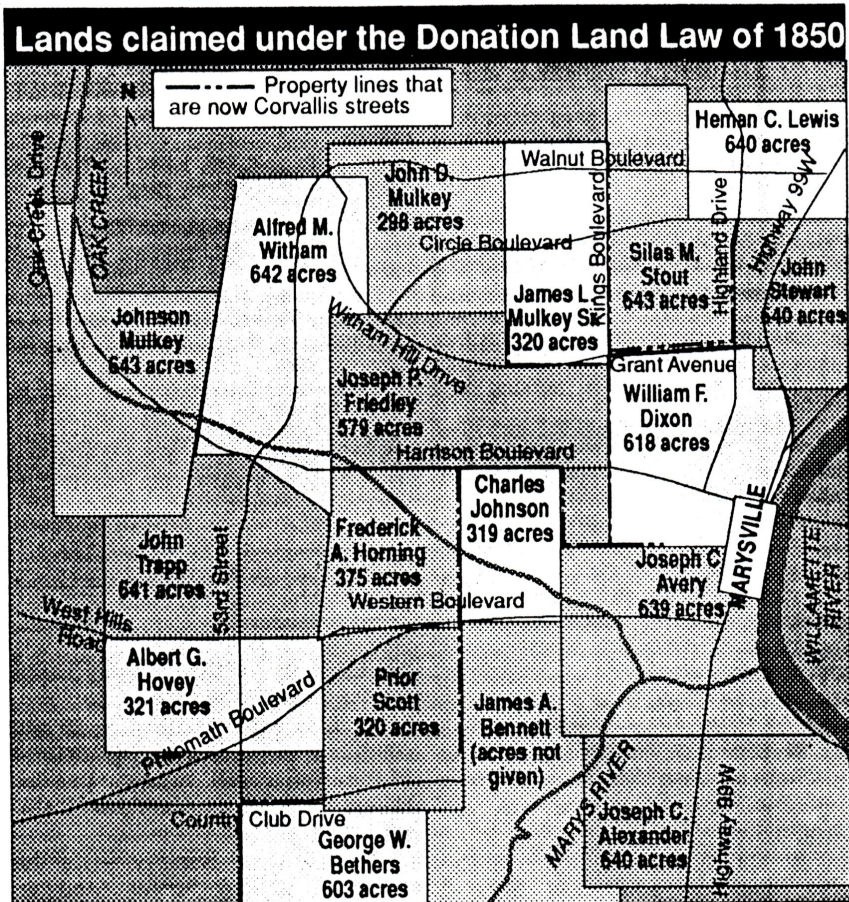 Lands claimed under the Donation Land Law of 1850
Property lines that
are now Corvallis streets
N
Heman C. Lewis
640 acres
Walnut Boulevard
John D.
Mulkey
298 acres
Oak Creek Drive
OAK CREEK
Alfred M.
Witham
642 acres
Circle Boulevard
Kings Boulevard
Highland Drive
Highway 99W
Silas M.
Stout
643 acres
John
Stewart
640 acres
James L.
Mulkey Sr.
320 acres
Johnson
Mulkey
643 acres
Witham Hill Drive
Joseph P.
Friedley
579 acres
Grant Avenue
William F.
Dixon
618 acres
Harrison Boulevard
Charles
Johnson
319 acres
MARYSVILLE
John
Trapp
641 acres
53rd Street
Frederick
A. Horning
375 acres
Joseph C.
Avery
639 acres
WILLAMETTE
RIVER
Western Boulevard
West Hills
Road
Albert G.
Hovey
321 acres
Philomath Boulevard
Prior
Scott
320 acres
James A.
Bennett
(acres not
given)
MARYS RIVER
Highway 99W
Country Club Drive
Joseph C.
Alexander
640 acres
George W.
Bethers
603 acres